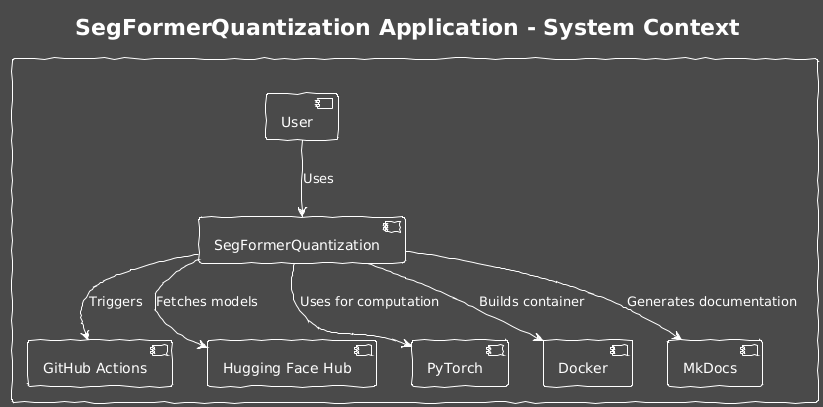 SegFormerQuantization Application - System Context
User
Uses
SegFormerQuantization
Triggers
Fetches models
Uses for computation
Builds container
Generates documentation
GitHub Actions
Hugging Face Hub
PyTorch
Docker
MkDocs